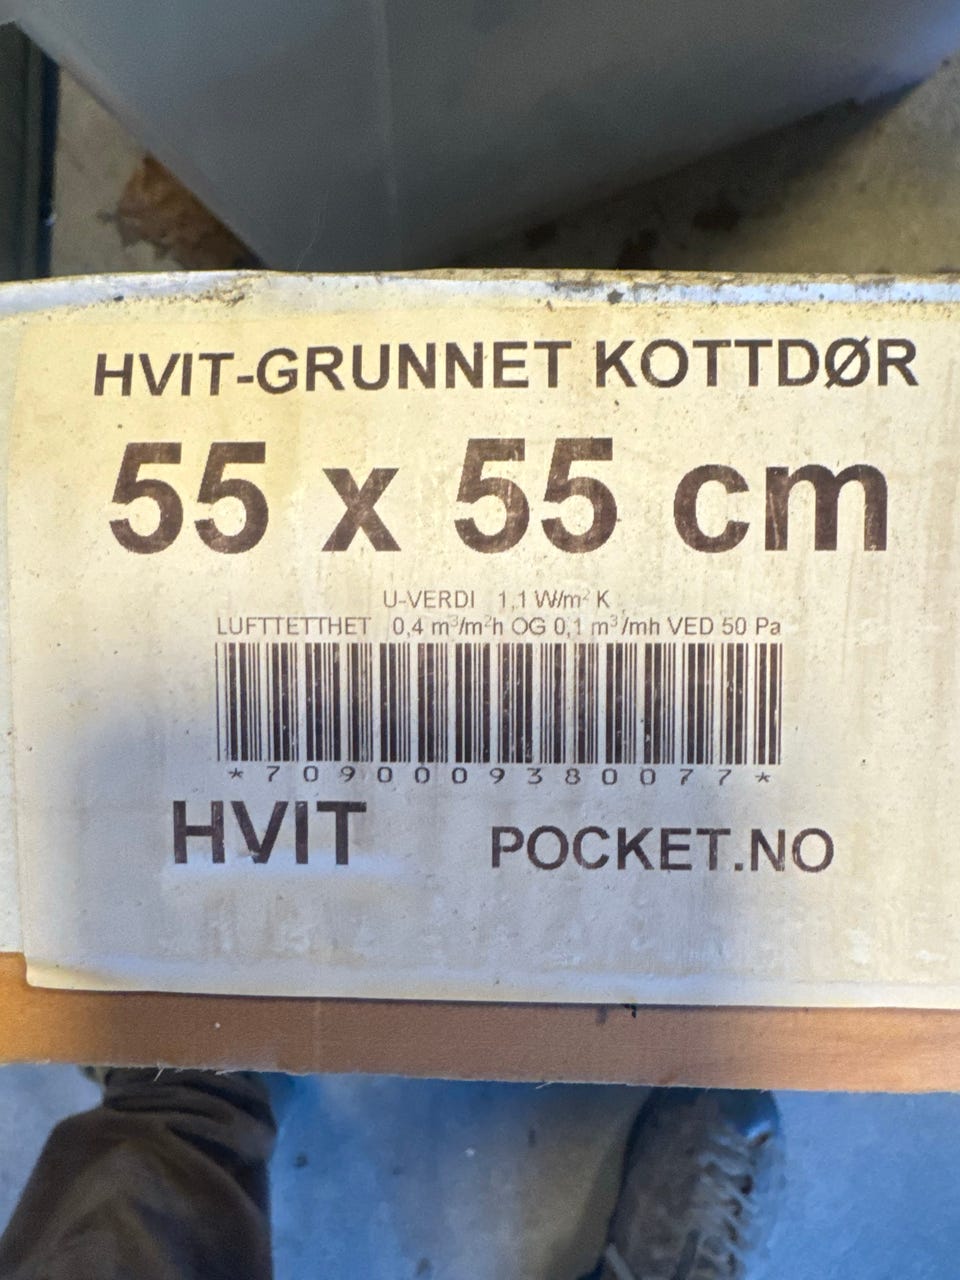 HVIT-GRUNNET KOTTDØR
55 x 55 cm
U-VERDI 1,1 W/m² K
LUFTTETTHET 0,4 m³/m²h OG 0,1 m³/mh VED 50 Pa
*7090009380077*
HVIT POCKET.NO